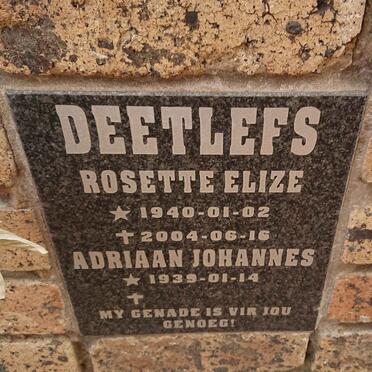 DEETLEFS
ROSETTE ELIZE
★ 1940-01-02
✝ 2004-06-16
ADRIAAN JOHANNES
★ 1939-01-14
✝
MY GENADE IS VIR JOU
GENOEG!